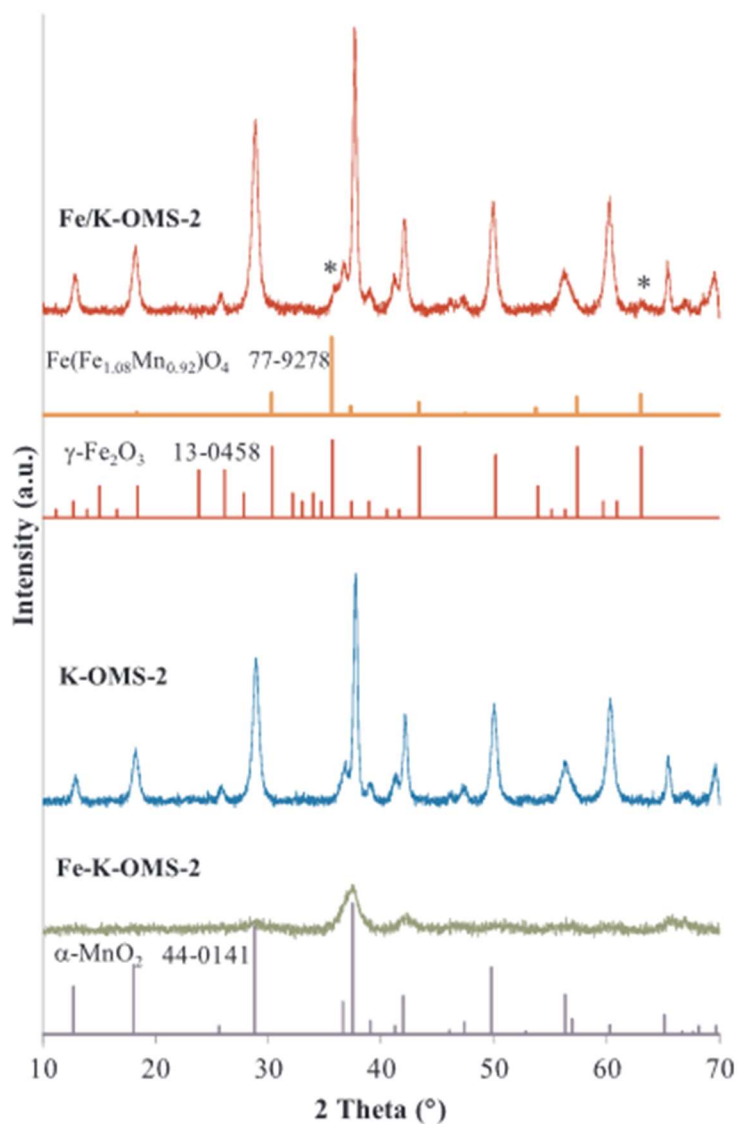 Fe/K-OMS-2
*
*
Fe(Fe₁.₀₈Mn₀.₉₂)O₄ 77-9278
γ-Fe₂O₃ 13-0458
Intensity (a.u.)
K-OMS-2
Fe-K-OMS-2
α-MnO₂ 44-0141
10 20 30 40 50 60 70
2 Theta (°)